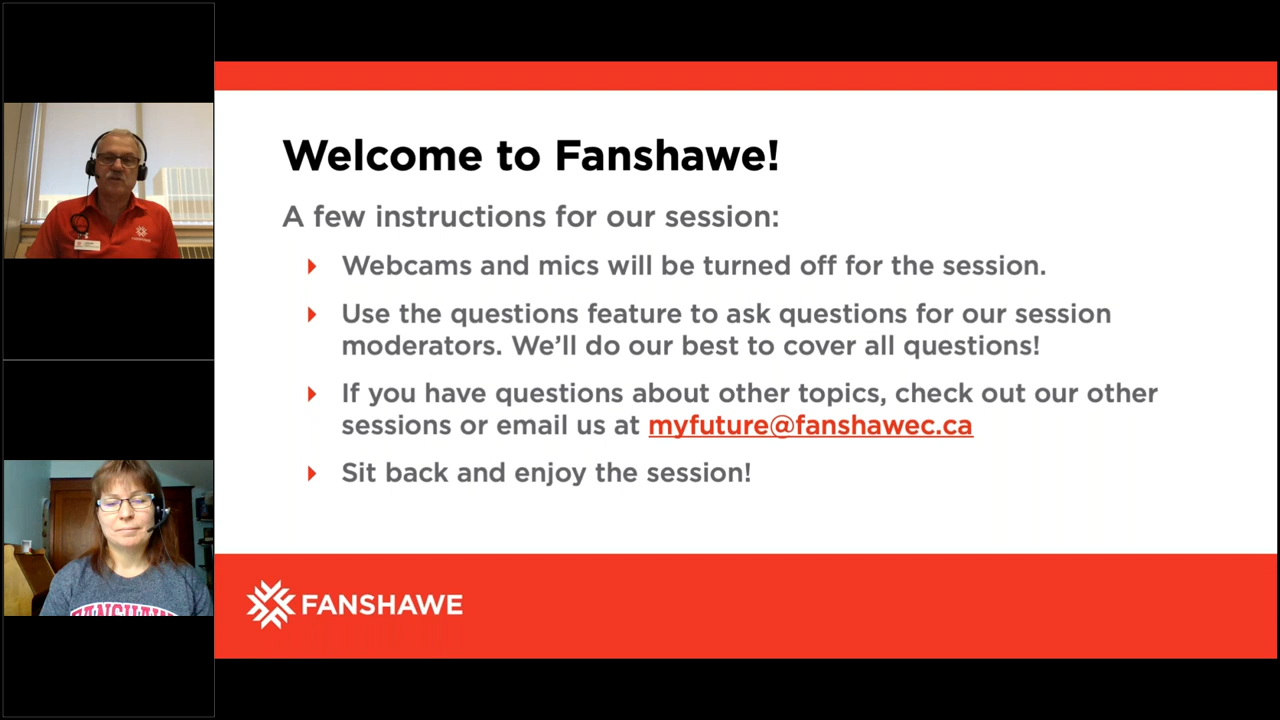 Welcome to Fanshawe!
A few instructions for our session:
Webcams and mics will be turned off for the session.
Use the questions feature to ask questions for our session
moderators. We'll do our best to cover all questions!
If you have questions about other topics, check out our other
sessions or email us at myfuture@fanshawec.ca
Sit back and enjoy the session!
FANSHAWE